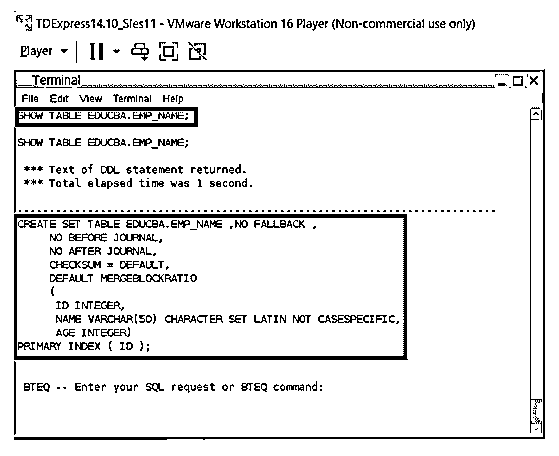 TDExpress14.10_Sles11 - VMware Workstation 16 Player (Non-commercial use only)
Player
Terminal
File Edit View Terminal Help
SHOW TABLE EDUCBA.EMP_NAME;
SHOW TABLE EDUCBA.EMP_NAME;
*** Text of DDL statement returned.
*** Total elapsed time was 1 second.
---------------------------------------------------------------------------
CREATE SET TABLE EDUCBA.EMP_NAME ,NO FALLBACK ,
NO BEFORE JOURNAL,
NO AFTER JOURNAL,
CHECKSUM = DEFAULT,
DEFAULT MERGEBLOCKRATIO
(
ID INTEGER,
NAME VARCHAR(50) CHARACTER SET LATIN NOT CASESPECIFIC,
AGE INTEGER)
PRIMARY INDEX ( ID );
BTEQ -- Enter your SQL request or BTEQ command: